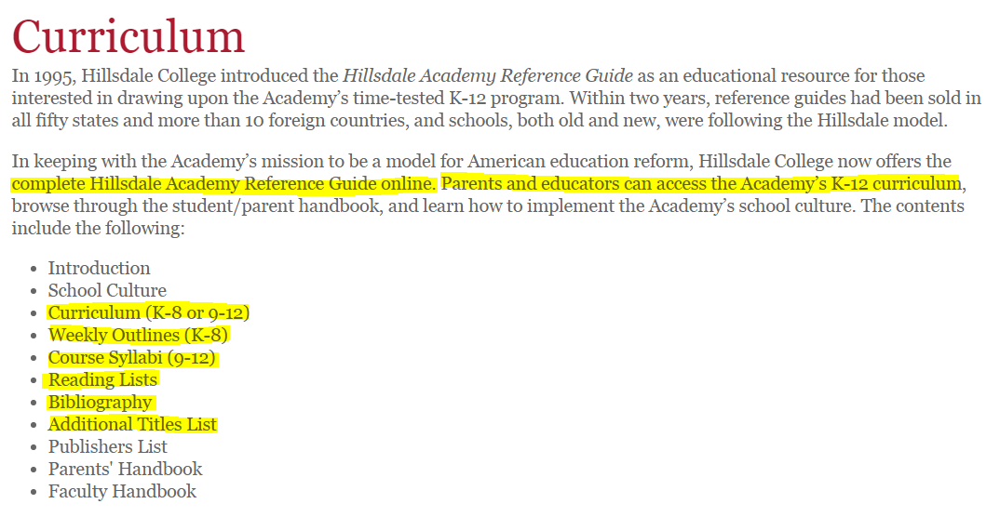 Curriculum
In 1995, Hillsdale College introduced the Hillsdale Academy Reference Guide as an educational resource for those
interested in drawing upon the Academy’s time-tested K-12 program. Within two years, reference guides had been sold in
all fifty states and more than 10 foreign countries, and schools, both old and new, were following the Hillsdale model.
In keeping with the Academy’s mission to be a model for American education reform, Hillsdale College now offers the
complete Hillsdale Academy Reference Guide online. Parents and educators can access the Academy’s K-12 curriculum,
browse through the student/parent handbook, and learn how to implement the Academy’s school culture. The contents
include the following:
• Introduction
• School Culture
• Curriculum (K-8 or 9-12)
• Weekly Outlines (K-8)
• Course Syllabi (9-12)
• Reading Lists
• Bibliography
• Additional Titles List
• Publishers List
• Parents' Handbook
• Faculty Handbook